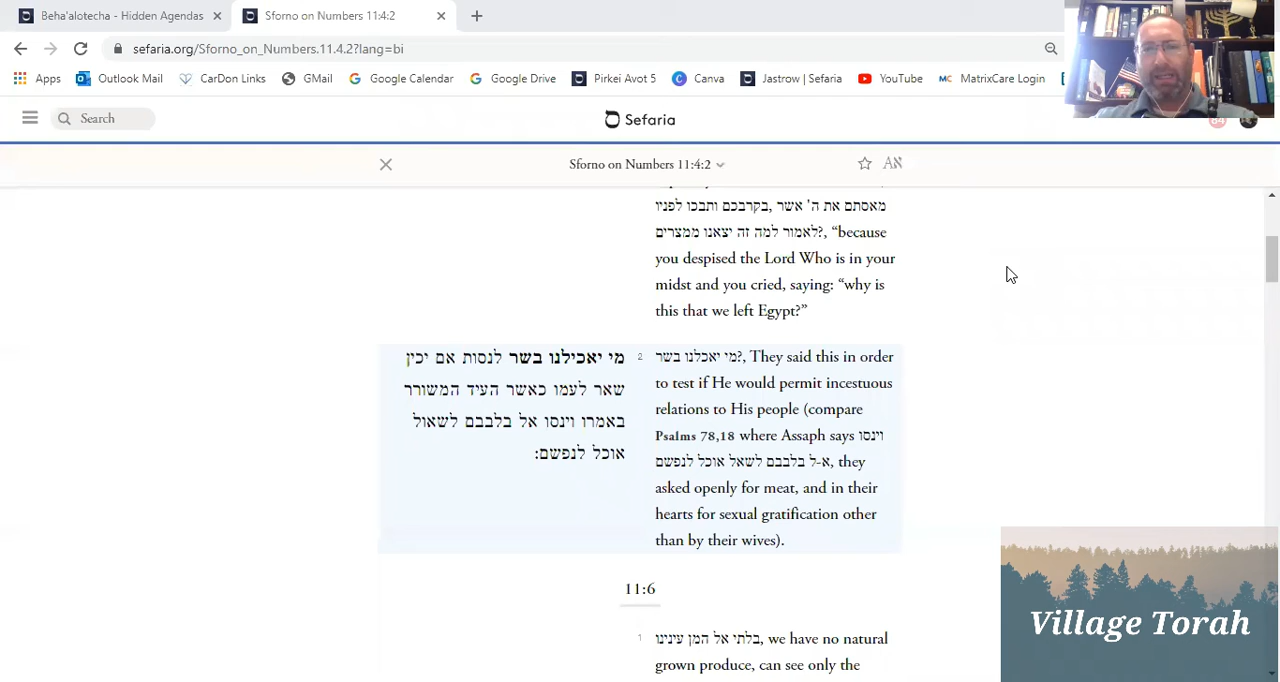 Beha'alotecha - Hidden Agendas
Sforno on Numbers 11:4:2
sefaria.org/Sforno_on_Numbers.11.4.2?lang=bi
Apps
Outlook Mail
CarDon Links
GMail
Google Calendar
Google Drive
Pirkei Avot 5
Canva
Jastrow | Sefaria
YouTube
MatrixCare Login
Search
Sefaria
Sforno on Numbers 11:4:2
אA
מאסתם את ה' אשר ,בקרבכם ותבכו לפניו
לאמור למה זה יצאנו ממצרים?, “because
you despised the Lord Who is in your
midst and you cried, saying: “why is
this that we left Egypt?”
מי יאכילנו בשר לנסות אם יכין
שאר לעמו כאשר העיד המשורר
באמרו וינסו אל בלבבם לשאול
אוכל לנפשם:
2
מי יאכלנו בשר?, They said this in order
to test if He would permit incestuous
relations to His people (compare
Psalms 78,18 where Assaph says וינסו
א-ל בלבבם לשאל אוכל לנפשם, they
asked openly for meat, and in their
hearts for sexual gratification other
than by their wives).
11:6
1
בלתי אל המן עינינו, we have no natural
grown produce, can see only the
Village Torah